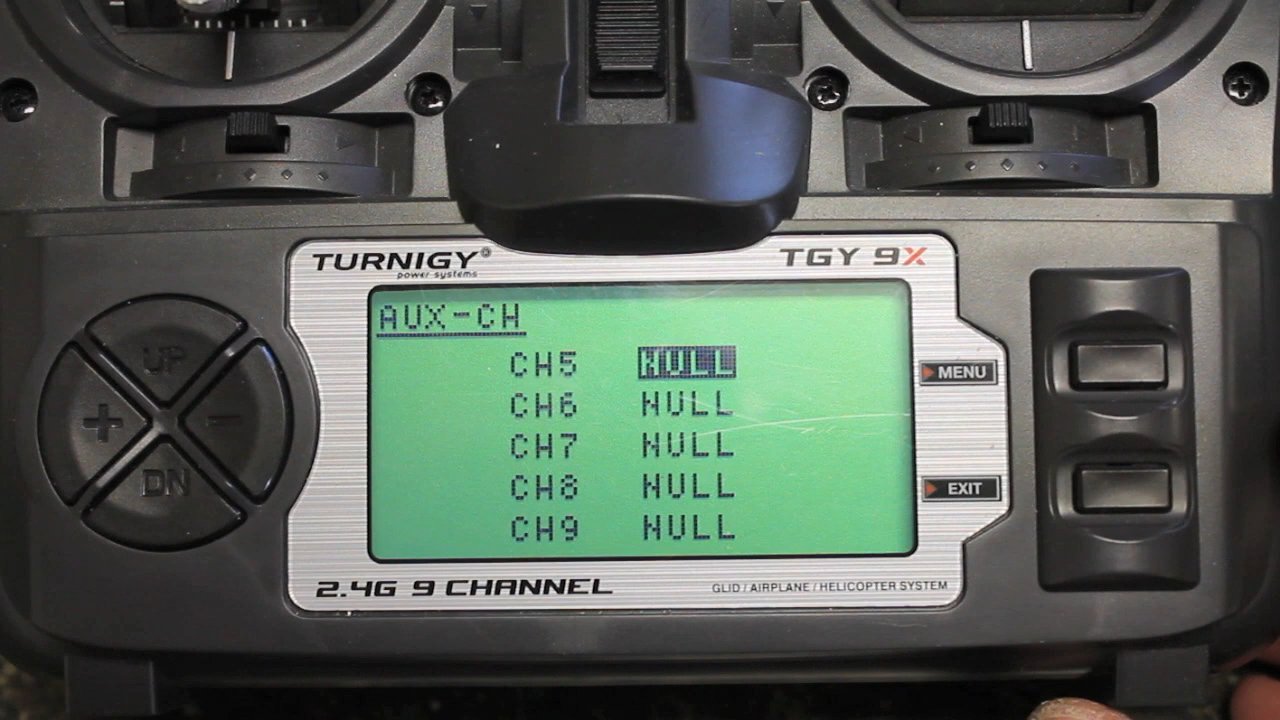 TURNIGY®
power systems
TGY 9X
AUX-CH
CH5 NULL
CH6 NULL
CH7 NULL
CH8 NULL
CH9 NULL
UP
+ -
DN
MENU
EXIT
2.4G 9 CHANNEL
GLID / AIRPLANE / HELICOPTER SYSTEM